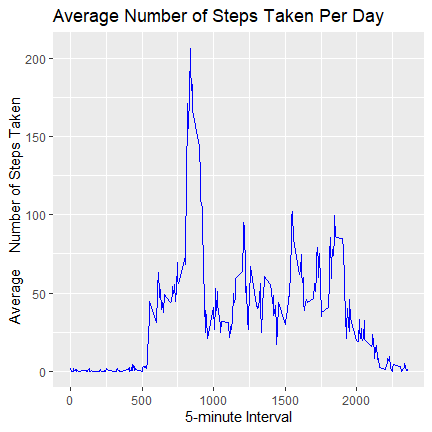 Average Number of Steps Taken Per Day
Average   Number of Steps Taken
200
150
100
50
0
0 500 1000 1500 2000
5-minute Interval